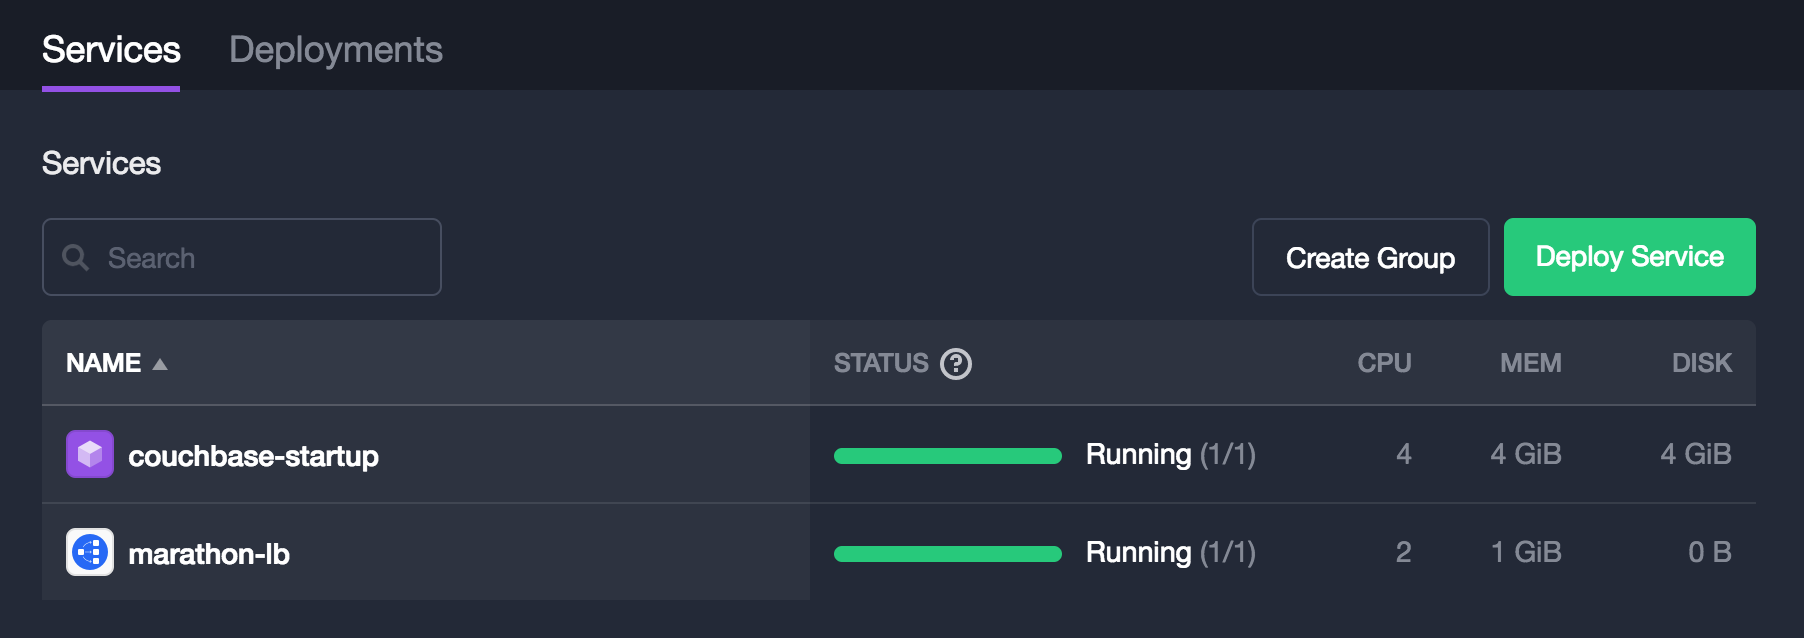 Services Deployments
Services
Search
Create Group
Deploy Service
NAME STATUS ? CPU MEM DISK
couchbase-startup Running (1/1) 4 4 GiB 4 GiB
marathon-lb Running (1/1) 2 1 GiB 0 B